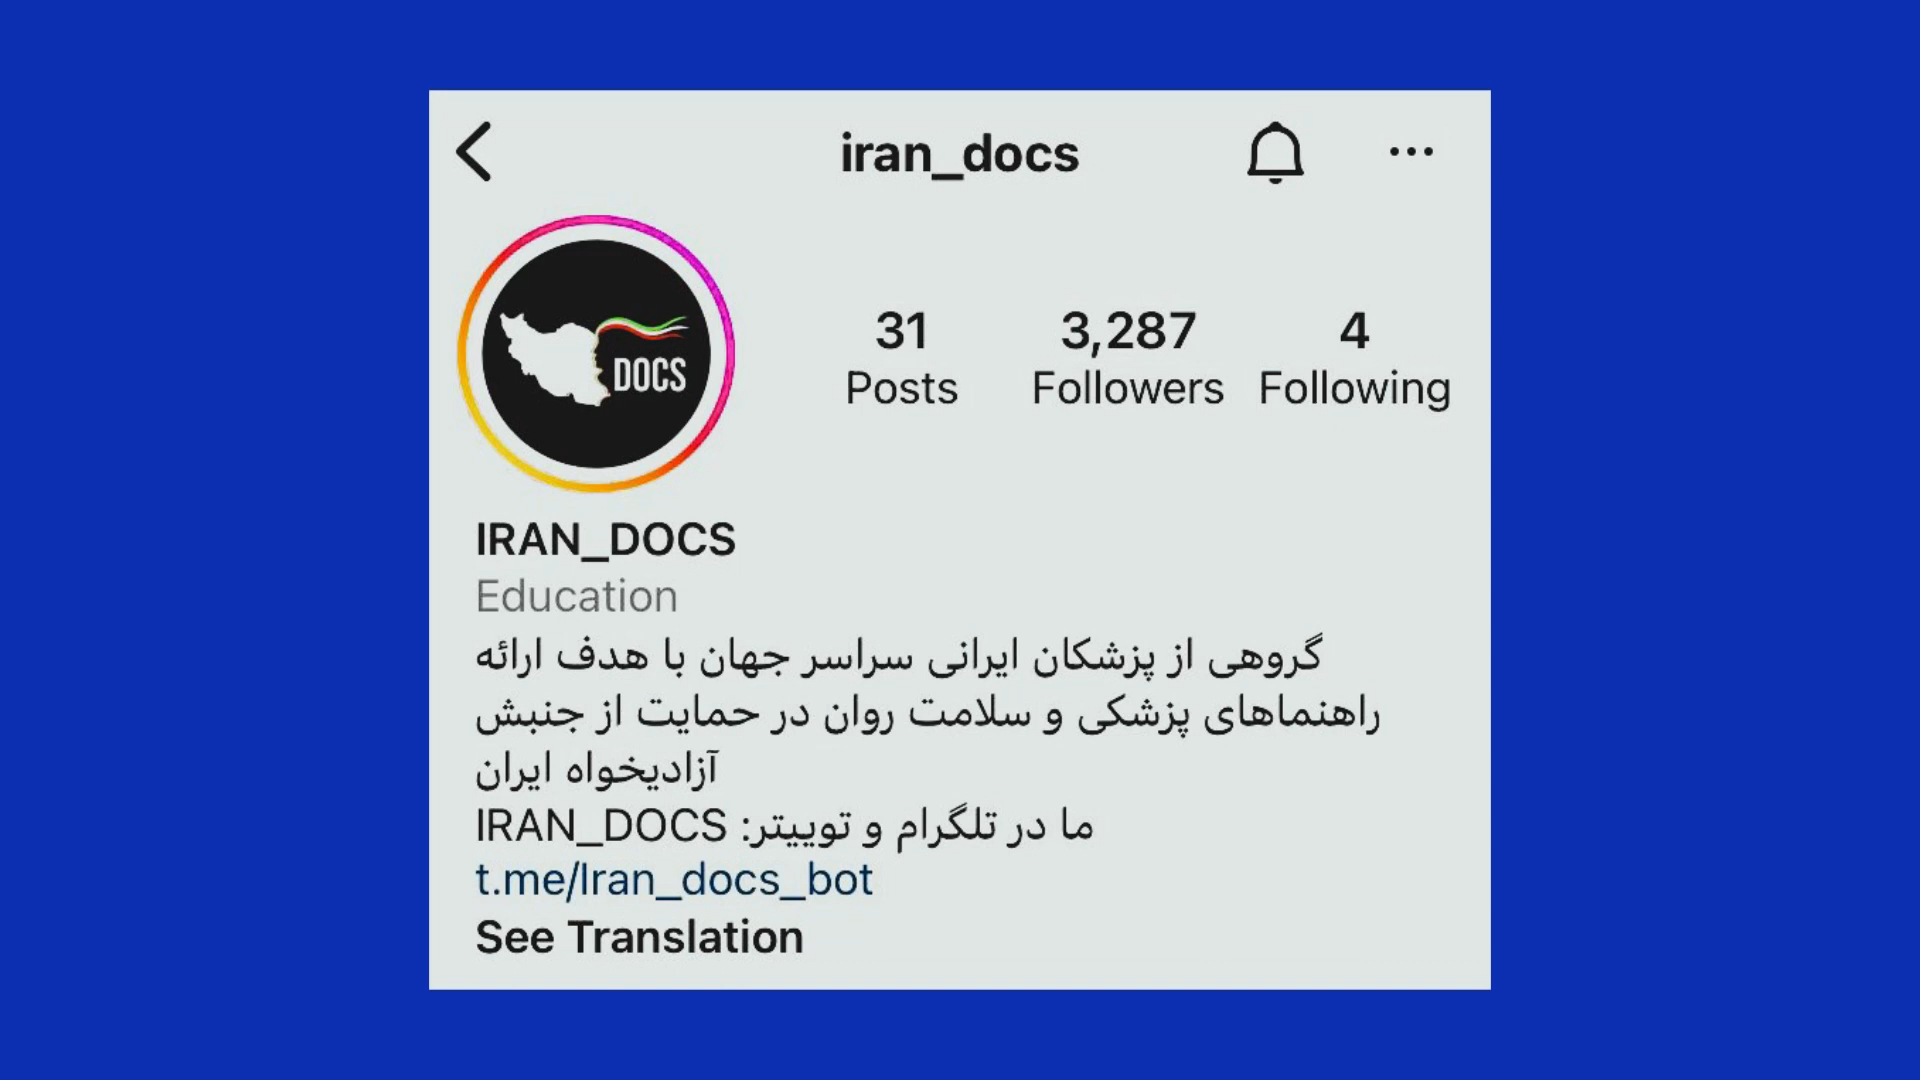 iran_docs
DOCS
31
Posts
3,287
Followers
4
Following
IRAN_DOCS
Education
گروهی از پزشکان ایرانی سراسر جهان با هدف ارائه
راهنماهای پزشکی و سلامت روان در حمایت از جنبش
آزادیخواه ایران
ما در تلگرام و توییتر: IRAN_DOCS
t.me/Iran_docs_bot
See Translation